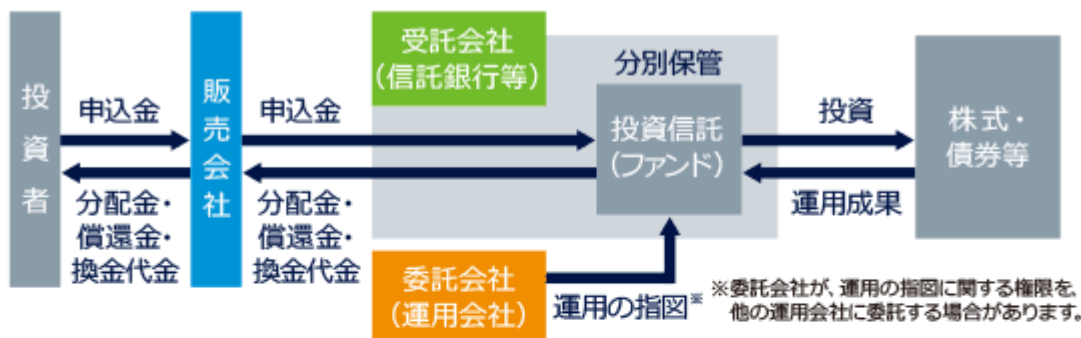 投資者
申込金
分配金・
償還金・
換金代金
販売会社
申込金
分配金・
償還金・
換金代金
受託会社
(信託銀行等)
分別保管
投資信託
(ファンド)
委託会社
(運用会社)
運用の指図※
投資
運用成果
株式・
債券等
※委託会社が、運用の指図に関する権限を、
他の運用会社に委託する場合があります。